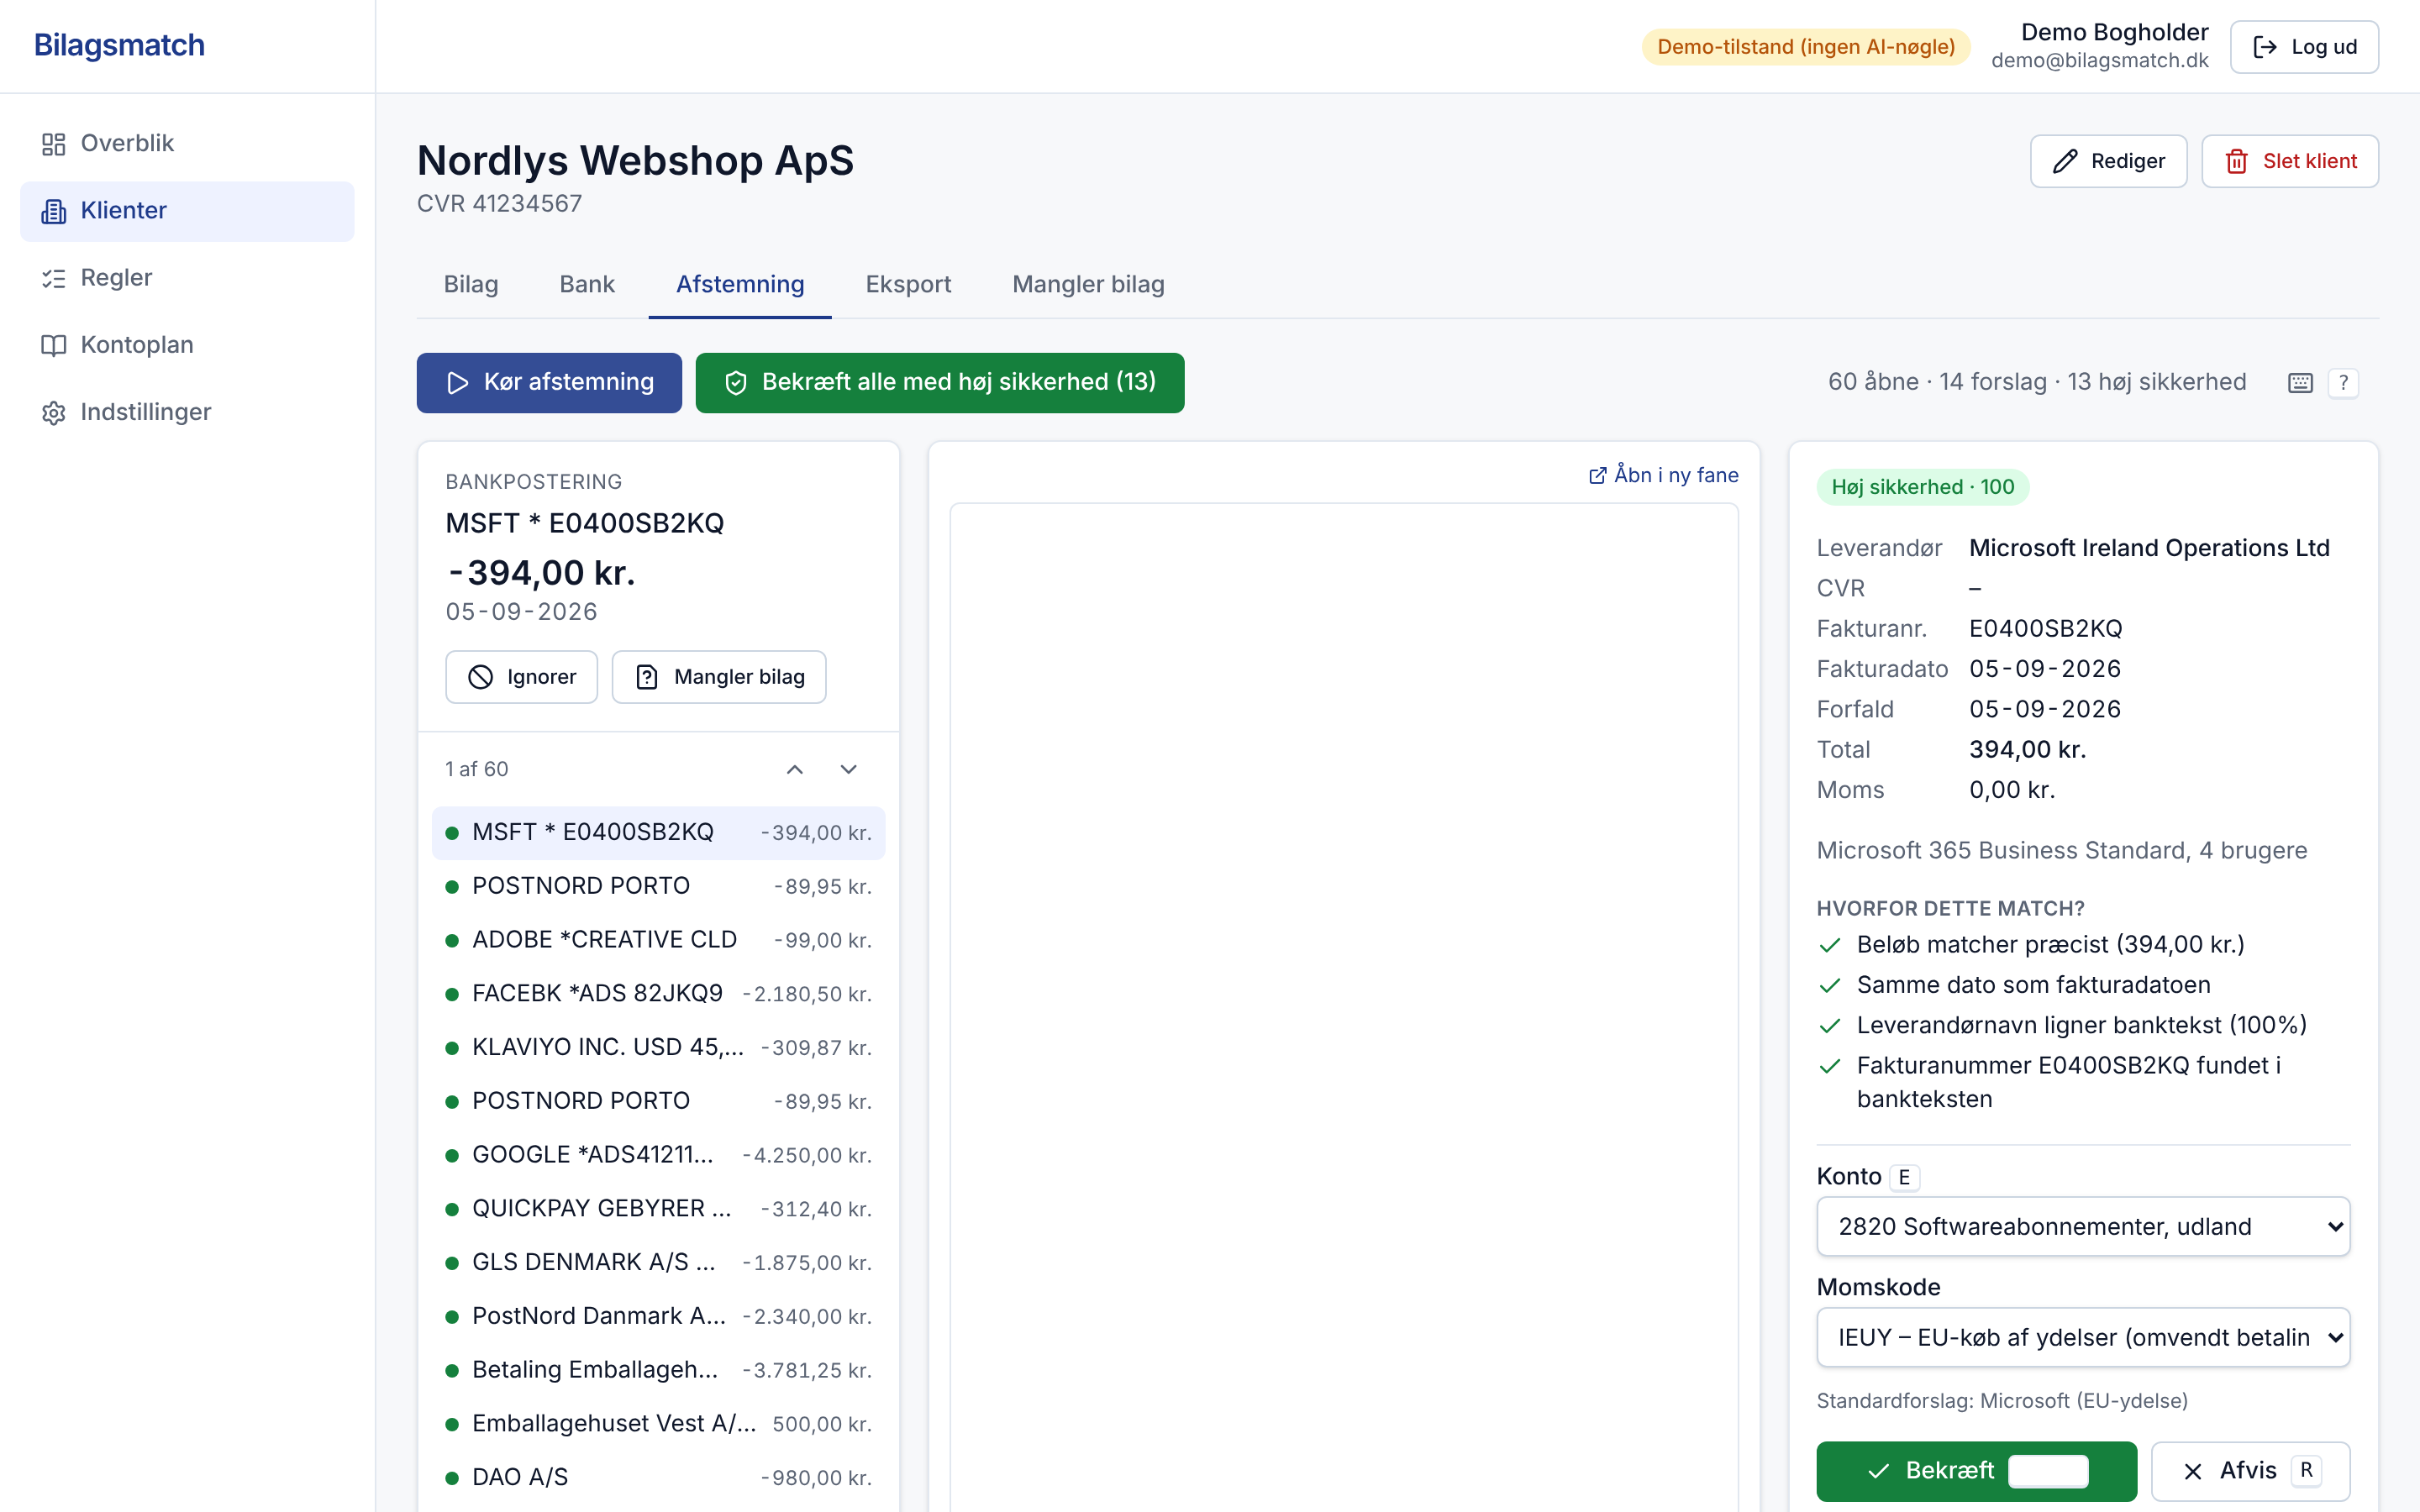 Bilagsmatch
Demo-tilstand (ingen AI-nøgle)
Demo Bogholder
demo@bilagsmatch.dk
Log ud
Overblik
Klienter
Regler
Kontoplan
Indstillinger
Nordlys Webshop ApS
CVR 41234567
Rediger
Slet klient
Bilag
Bank
Afstemning
Eksport
Mangler bilag
Kør afstemning
Bekræft alle med høj sikkerhed (13)
60 åbne · 14 forslag · 13 høj sikkerhed
?
BANKPOSTERING
MSFT * E0400SB2KQ
-394,00 kr.
05-09-2026
Ignorer
Mangler bilag
1 af 60
MSFT * E0400SB2KQ -394,00 kr.
POSTNORD PORTO -89,95 kr.
ADOBE *CREATIVE CLD -99,00 kr.
FACEBK *ADS 82JKQ9 -2.180,50 kr.
KLAVIYO INC. USD 45,... -309,87 kr.
POSTNORD PORTO -89,95 kr.
GOOGLE *ADS41211... -4.250,00 kr.
QUICKPAY GEBYRER ... -312,40 kr.
GLS DENMARK A/S ... -1.875,00 kr.
PostNord Danmark A... -2.340,00 kr.
Betaling Emballageh... -3.781,25 kr.
Emballagehuset Vest A/... 500,00 kr.
DAO A/S -980,00 kr.
Åbn i ny fane
Høj sikkerhed · 100
Leverandør Microsoft Ireland Operations Ltd
CVR –
Fakturanr. E0400SB2KQ
Fakturadato 05-09-2026
Forfald 05-09-2026
Total 394,00 kr.
Moms 0,00 kr.
Microsoft 365 Business Standard, 4 brugere
HVORFOR DETTE MATCH?
Beløb matcher præcist (394,00 kr.)
Samme dato som fakturadatoen
Leverandørnavn ligner banktekst (100%)
Fakturanummer E0400SB2KQ fundet i
bankteksten
Konto E
2820 Softwareabonnementer, udland
Momskode
IEUY – EU-køb af ydelser (omvendt betalin
Standardforslag: Microsoft (EU-ydelse)
Bekræft
Afvis R